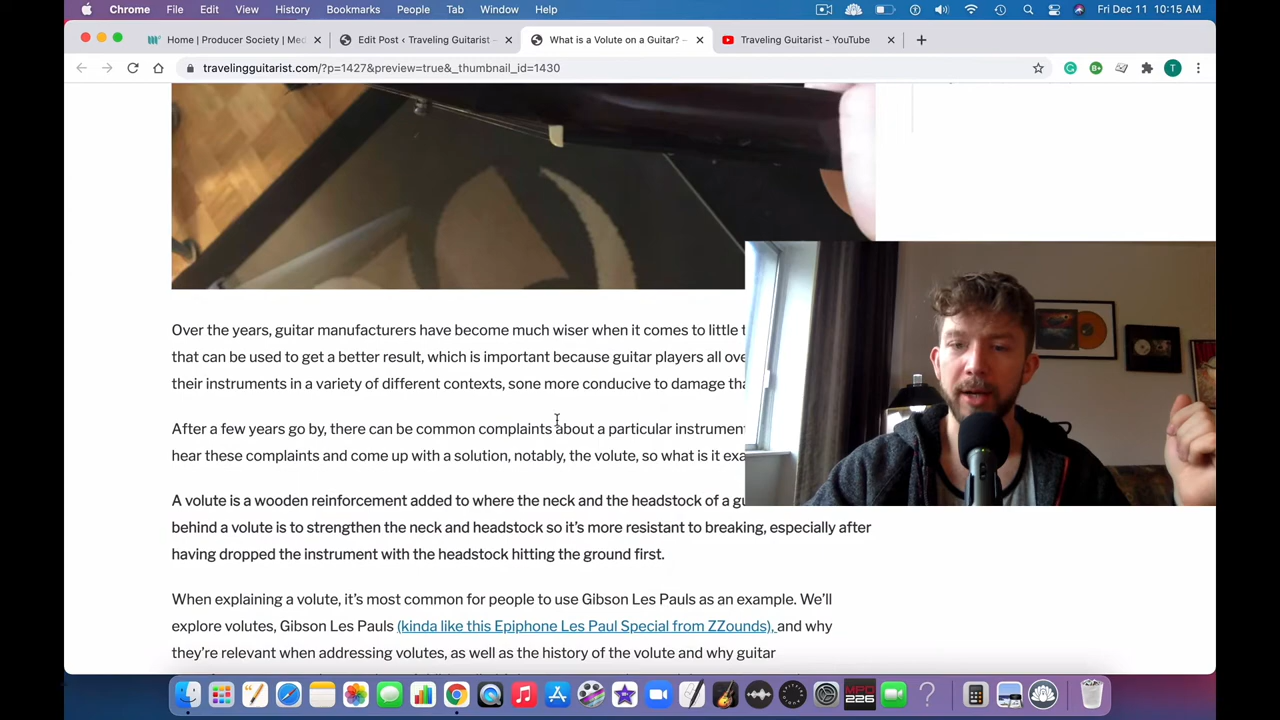 Chrome File Edit View History Bookmarks People Tab Window Help Fri Dec 11 10:15 AM
Home | Producer Society | Med Edit Post ‹ Traveling Guitarist – What is a Volute on a Guitar? – Traveling Guitarist - YouTube
travelingguitarist.com/?p=1427&preview=true&_thumbnail_id=1430 T
Over the years, guitar manufacturers have become much wiser when it comes to little
that can be used to get a better result, which is important because guitar players all
their instruments in a variety of different contexts, sone more conducive to damage
After a few years go by, there can be common complaints about a particular instrument
hear these complaints and come up with a solution, notably, the volute, so what is it
A volute is a wooden reinforcement added to where the neck and the headstock of a
behind a volute is to strengthen the neck and headstock so it's more resistant to breaking, especially after
having dropped the instrument with the headstock hitting the ground first.
When explaining a volute, it's most common for people to use Gibson Les Pauls as an example. We'll
explore volutes, Gibson Les Pauls (kinda like this Epiphone Les Paul Special from ZZounds), and why
they're relevant when addressing volutes, as well as the history of the volute and why guitar
MPD
226